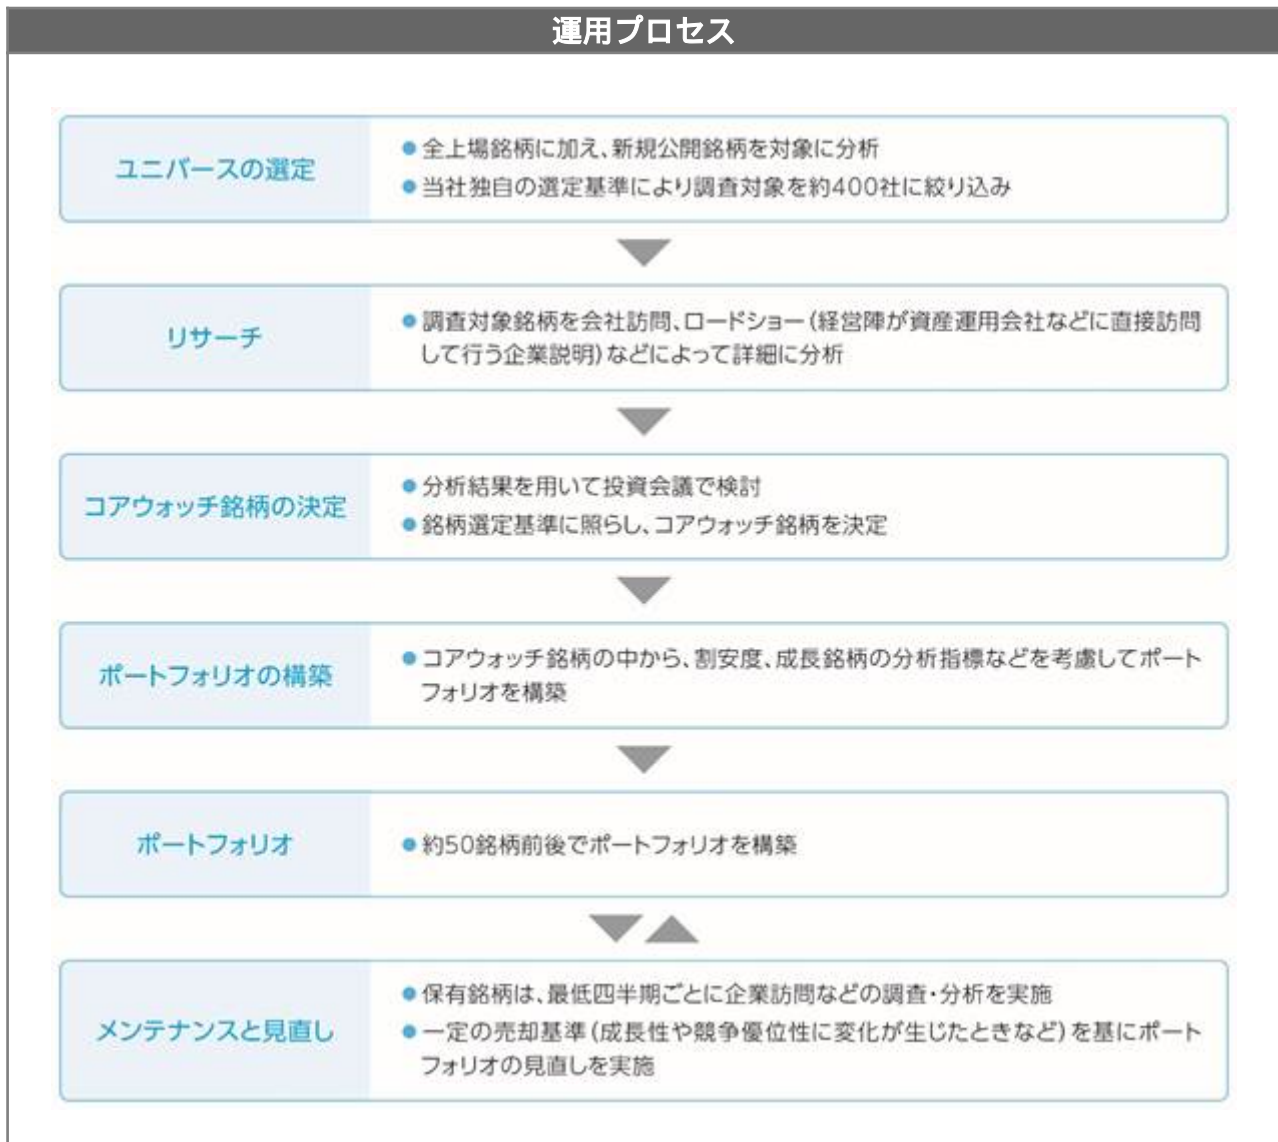 運用プロセス
ユニバースの選定
●全上場銘柄に加え、新規公開銘柄を対象に分析
●当社独自の選定基準により調査対象を約400社に絞り込み
リサーチ
●調査対象銘柄を会社訪問、ロードショー(経営陣が資産運用会社などに直接訪問
して行う企業説明)などによって詳細に分析
コアウォッチ銘柄の決定
●分析結果を用いて投資会議で検討
●銘柄選定基準に照らし、コアウォッチ銘柄を決定
ポートフォリオの構築
●コアウォッチ銘柄の中から、割安度、成長銘柄の分析指標などを考慮してポート
フォリオを構築
ポートフォリオ
●約50銘柄前後でポートフォリオを構築
メンテナンスと見直し
●保有銘柄は、最低四半期ごとに企業訪問などの調査・分析を実施
●一定の売却基準(成長性や競争優位性に変化が生じたときなど)を基にポート
フォリオの見直しを実施